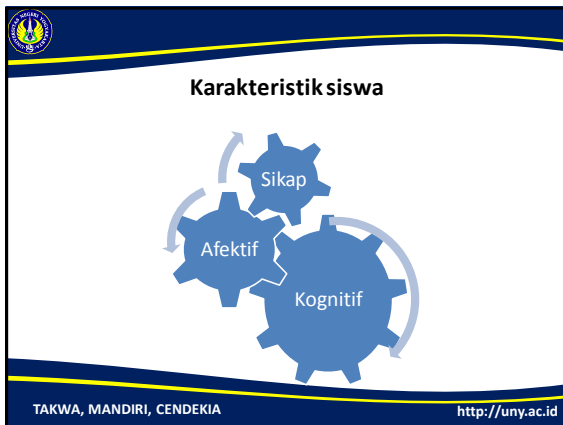 Karakteristik siswa
Sikap
Afektif
Kognitif
TAKWA, MANDIRI, CENDEKIA
http://uny.ac.id